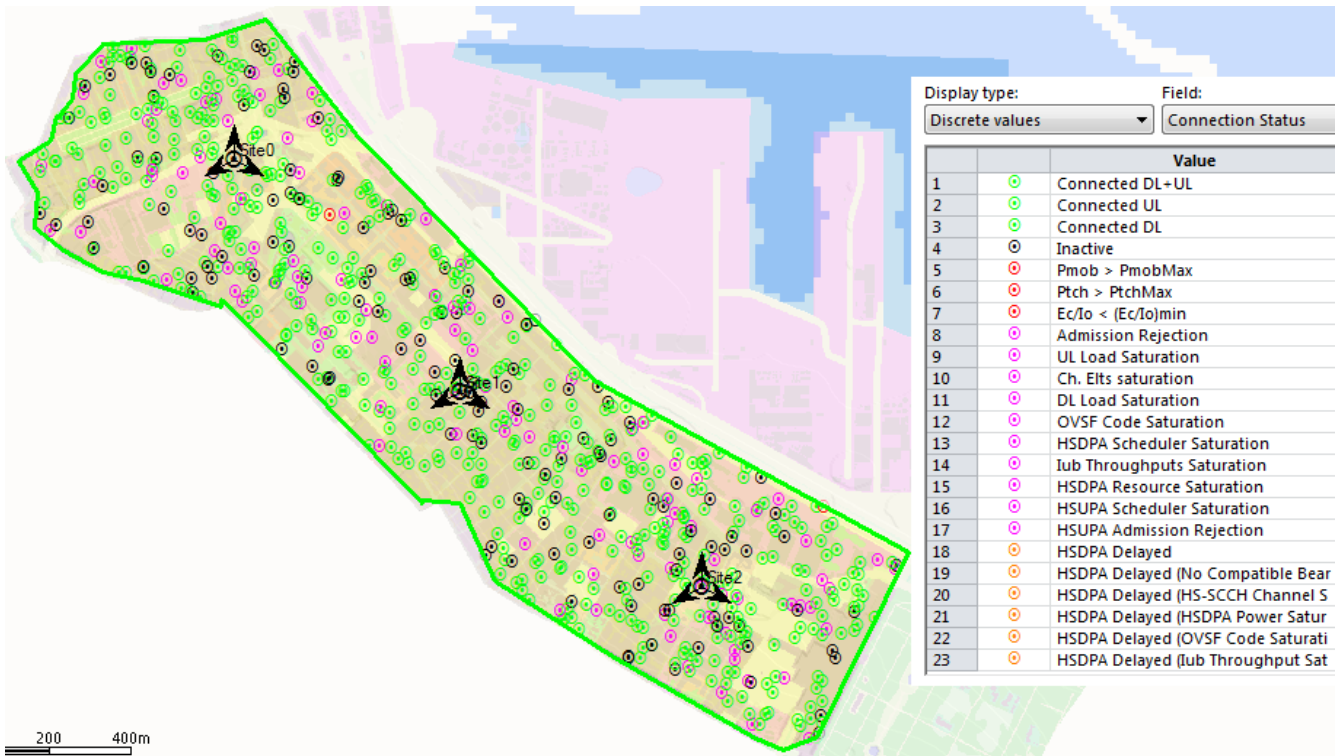 Display type: Field:
Discrete values Connection Status
Value
1 Connected DL+UL
2 Connected UL
3 Connected DL
4 Inactive
5 Pmob > PmobMax
6 Ptch > PtchMax
7 Ec/Io < (Ec/Io)min
8 Admission Rejection
9 UL Load Saturation
10 Ch. Elts saturation
11 DL Load Saturation
12 OVSF Code Saturation
13 HSDPA Scheduler Saturation
14 Iub Throughputs Saturation
15 HSDPA Resource Saturation
16 HSUPA Scheduler Saturation
17 HSUPA Admission Rejection
18 HSDPA Delayed
19 HSDPA Delayed (No Compatible Bear
20 HSDPA Delayed (HS-SCCH Channel S
21 HSDPA Delayed (HSDPA Power Satur
22 HSDPA Delayed (OVSF Code Saturati
23 HSDPA Delayed (Iub Throughput Sat
Site0
Site1
Site2
200 400m